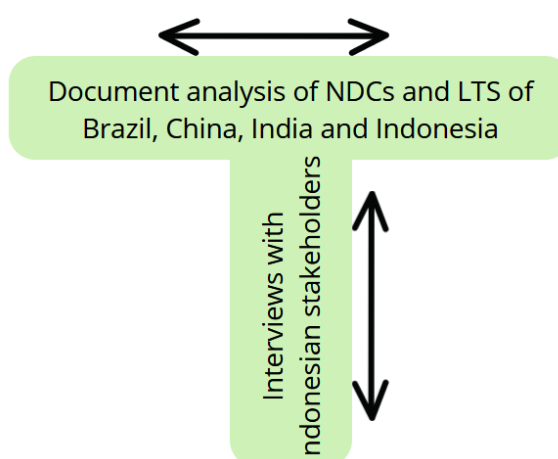 Document analysis of NDCs and LTS of
Brazil, China, India and Indonesia
Interviews with
ndonesian stakeholders